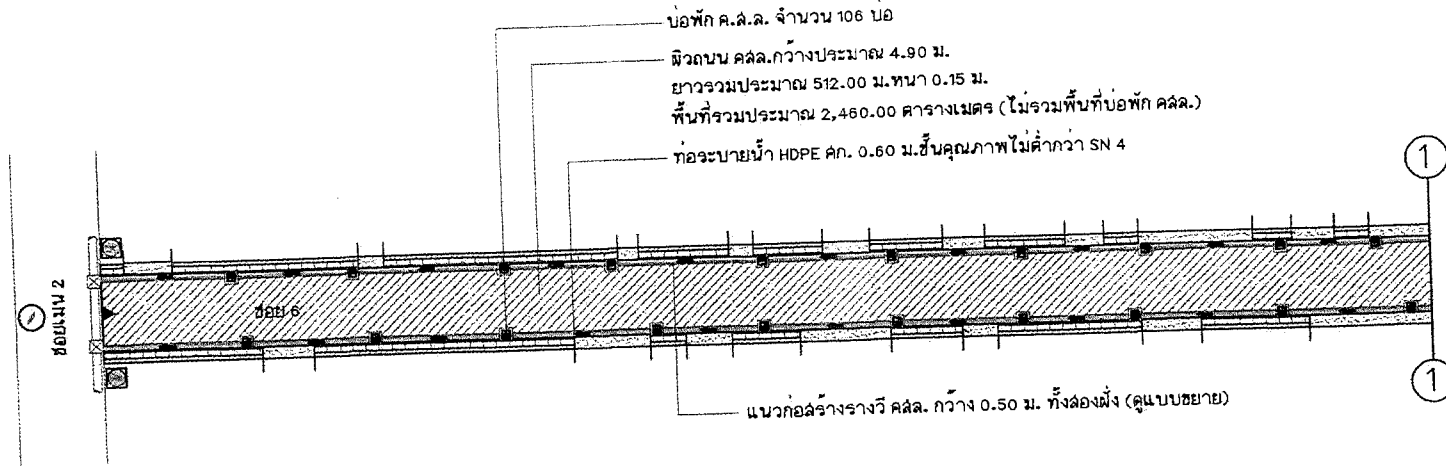 บ่อพัก ค.ส.ล. จำนวน 106 บ่อ
ผิวถนน คสล.กว้างประมาณ 4.90 ม.
ยาวรวมประมาณ 512.00 ม.หนา 0.15 ม.
พื้นที่รวมประมาณ 2,460.00 ตารางเมตร (ไม่รวมพื้นที่บ่อพัก คสล.)
ท่อระบายน้ำ HDPE ศก. 0.60 ม.ชั้นคุณภาพไม่ต่ำกว่า SN 4
1
ซอยเมน 2
ซอย 6
1
แนวก่อสร้างรางวี คสล. กว้าง 0.50 ม. ทั้งสองฝั่ง (ดูแบบขยาย)